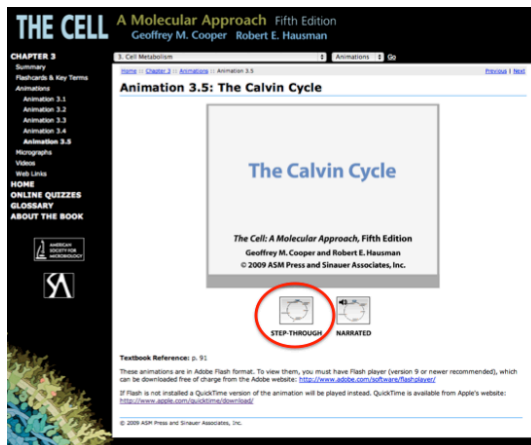 THE CELL A Molecular Approach Fifth Edition
Geoffrey M. Cooper Robert E. Hausman
CHAPTER 3
Summary
Flashcards & Key Terms
Animations
Animation 3.1
Animation 3.2
Animation 3.3
Animation 3.4
Animation 3.5
Micrographs
Videos
Web Links
HOME
ONLINE QUIZZES
GLOSSARY
ABOUT THE BOOK
AMERICAN
SOCIETY FOR
MICROBIOLOGY
3. Cell Metabolism Animations Go
Home :: Chapter 3 :: Animations :: Animation 3.5 Previous | Next
Animation 3.5: The Calvin Cycle
The Calvin Cycle
The Cell: A Molecular Approach, Fifth Edition
Geoffrey M. Cooper and Robert E. Hausman
© 2009 ASM Press and Sinauer Associates, Inc.
STEP-THROUGH NARRATED
Textbook Reference: p. 91
These animations are in Adobe Flash format. To view them, you must have Flash player (version 9 or newer recommended), which
can be downloaded free of charge from the Adobe website: http://www.adobe.com/software/flashplayer/
If Flash is not installed a QuickTime version of the animation will be played instead. QuickTime is available from Apple's website:
http://www.apple.com/quicktime/download/
© 2009 ASM Press and Sinauer Associates, Inc.